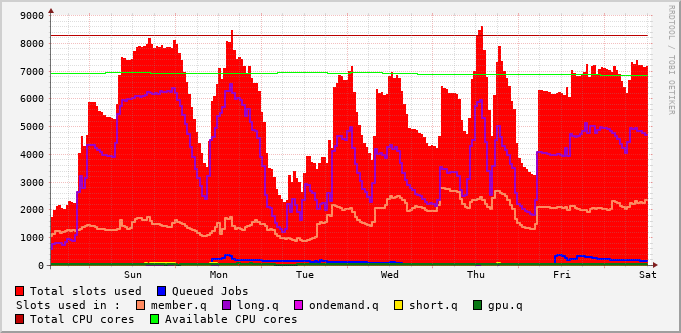 9000
8000
7000
6000
5000
4000
3000
2000
1000
0
Sun Mon Tue Wed Thu Fri Sat
RRDTOOL / TOBI OETIKER
Total slots used Queued Jobs
Slots used in : member.q long.q ondemand.q short.q gpu.q
Total CPU cores Available CPU cores